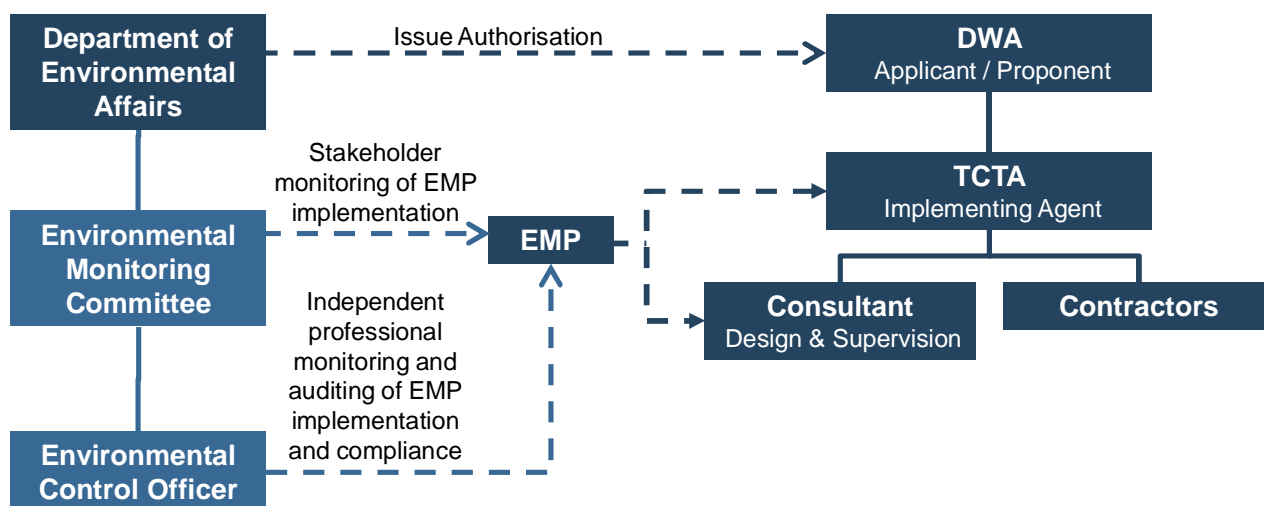 Department of
Environmental
Affairs
Issue Authorisation
DWA
Applicant / Proponent
Stakeholder
monitoring of EMP
implementation
TCTA
Implementing Agent
Environmental
Monitoring
Committee
EMP
Independent
professional
monitoring and
auditing of EMP
implementation
and compliance
Consultant
Design & Supervision
Contractors
Environmental
Control Officer